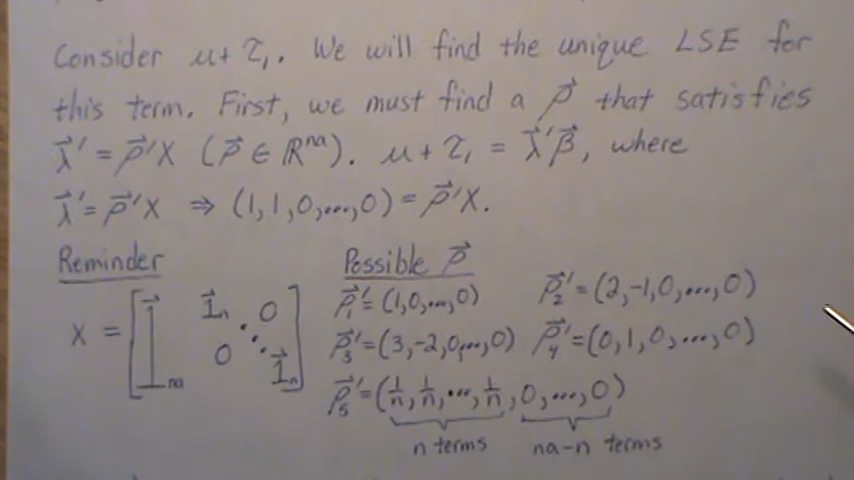 Consider μ + τ₁. We will find the unique LSE for
this term. First, we must find a ρ⃗ that satisfies
λ⃗' = ρ⃗'X (ρ⃗ ∈ ℝⁿᵃ). μ + τ₁ = λ⃗'β⃗, where
λ⃗' = ρ⃗'X ⇒ (1,1,0,...,0) = ρ⃗'X.
Reminder
X = [1⃗ₙₐ 1⃗ₙ 0 ⋱ 0 1⃗ₙ]
Possible ρ⃗
ρ⃗₁' = (1,0,...,0) ρ⃗₂' = (2,-1,0,...,0)
ρ⃗₃' = (3,-2,0,...,0) ρ⃗₄' = (0,1,0,...,0)
ρ⃗₅' = (1/n, 1/n, ..., 1/n, 0,...,0)
n terms na-n terms